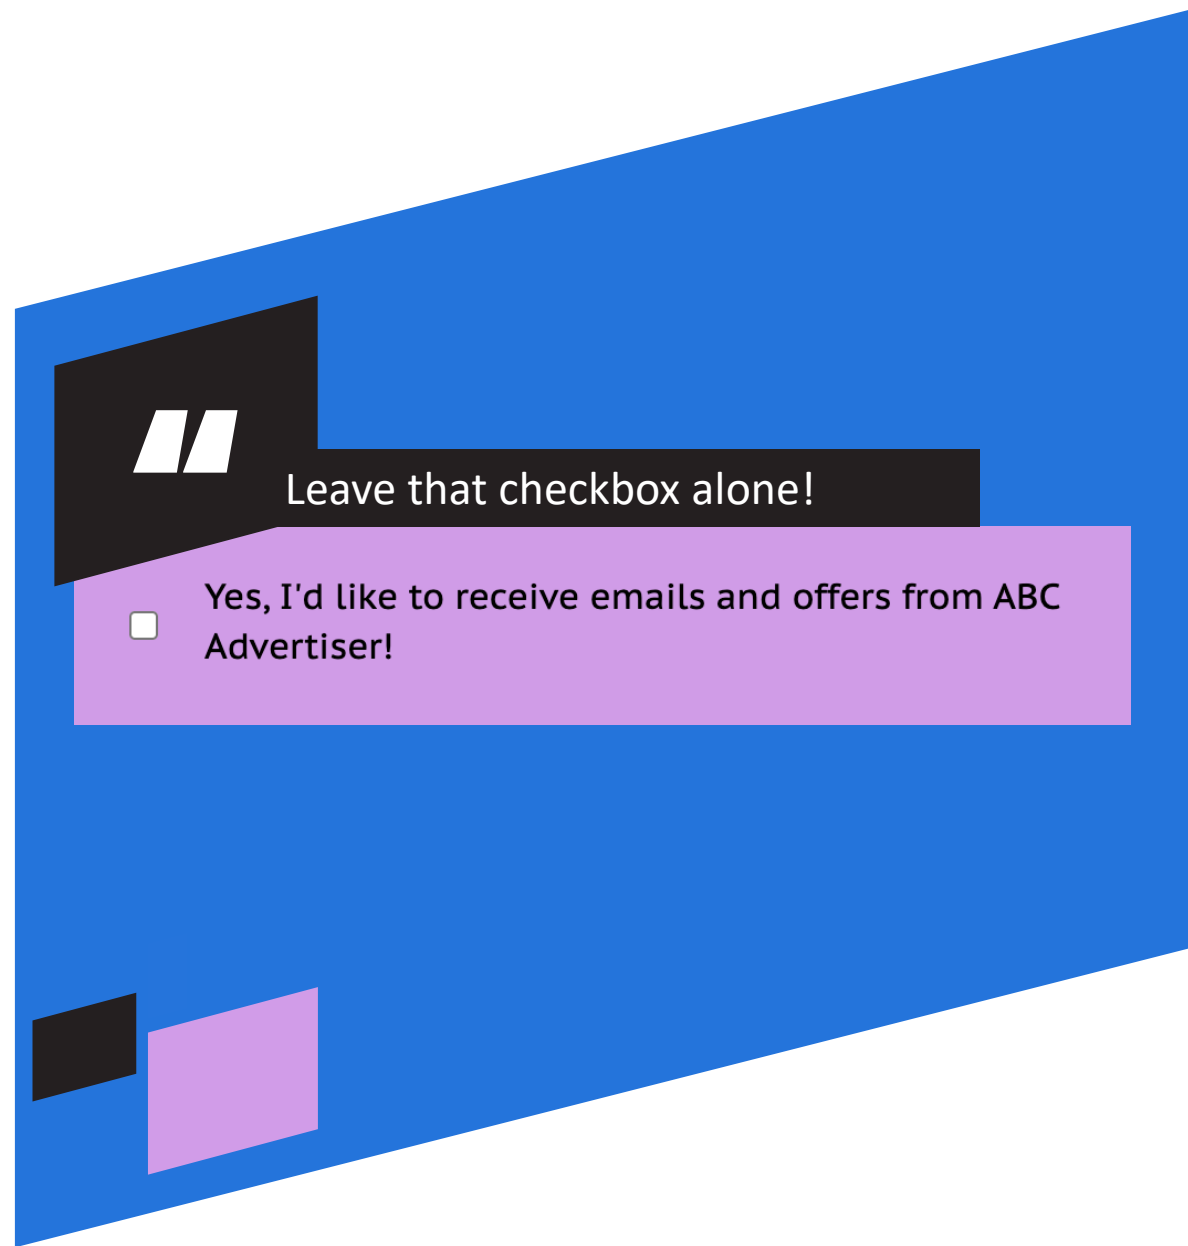 “
Leave that checkbox alone!
Yes, I'd like to receive emails and offers from ABC
Advertiser!